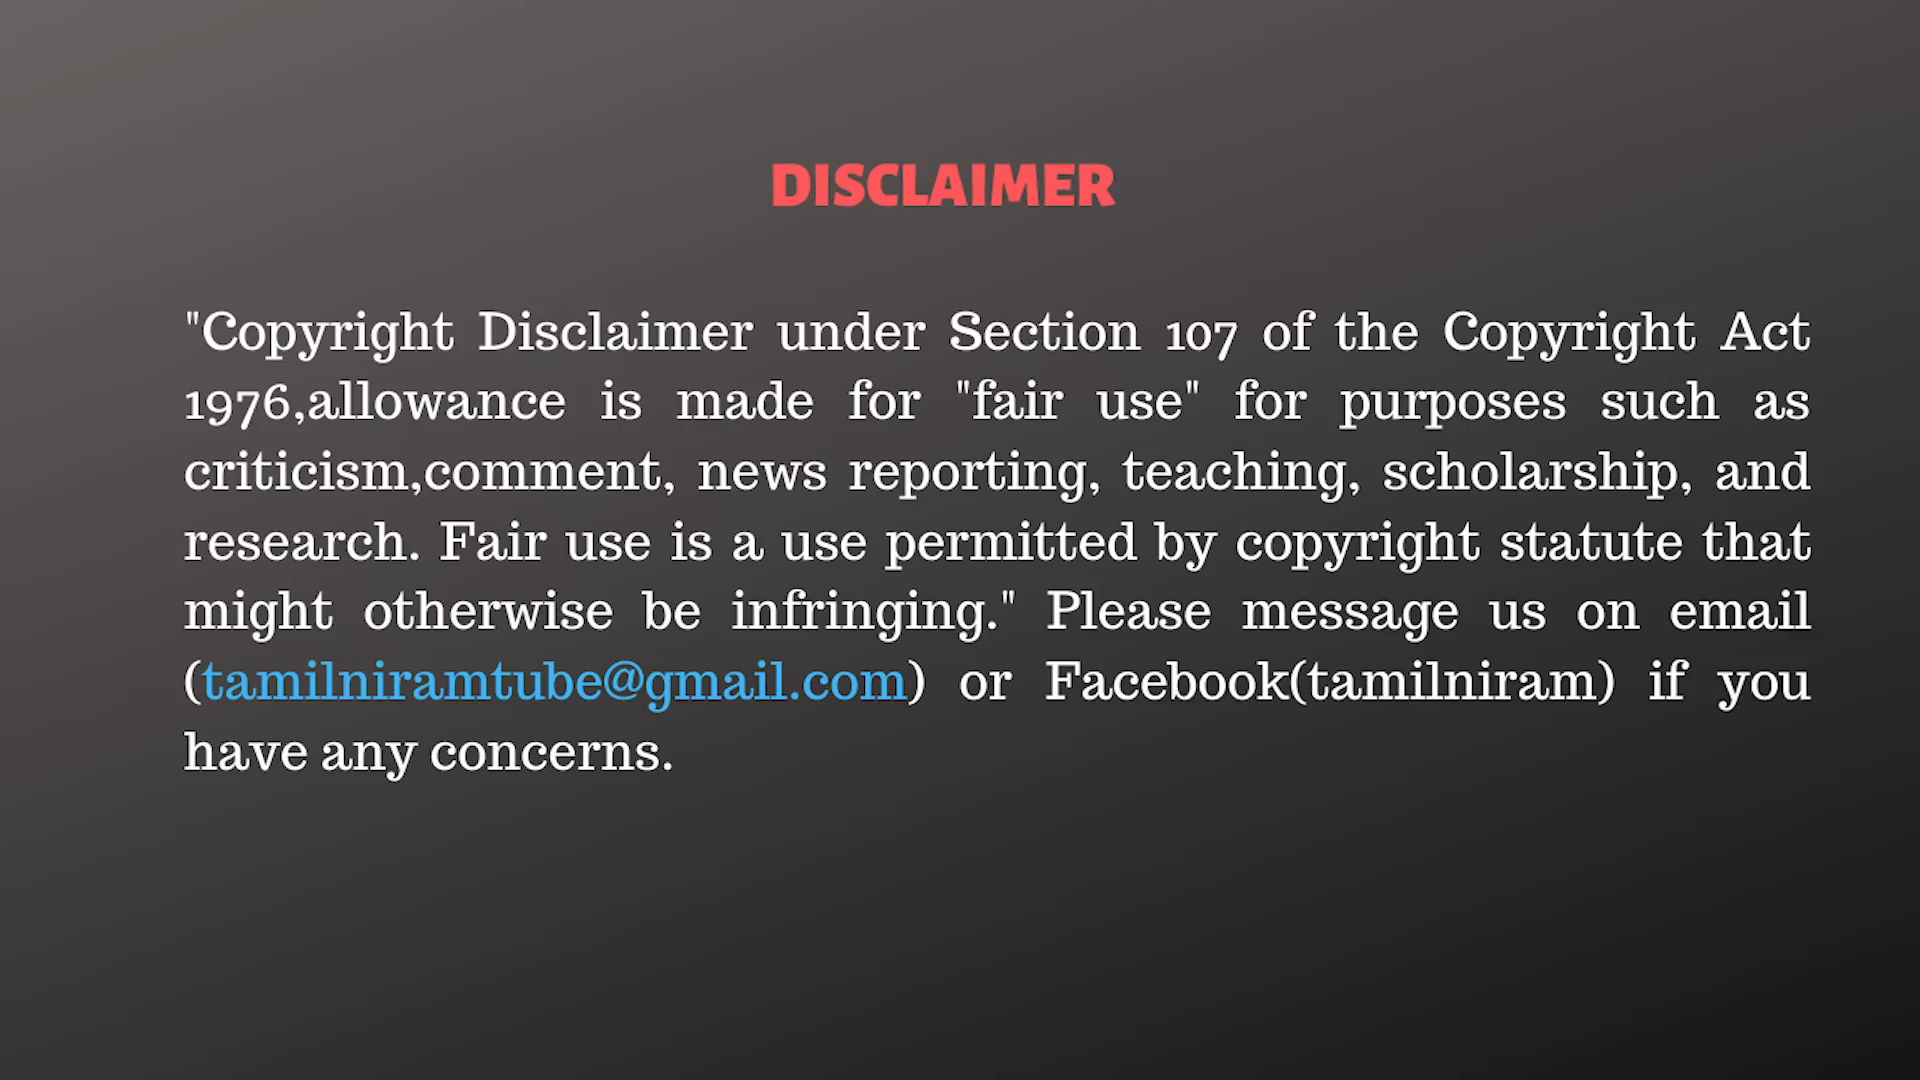 DISCLAIMER
"Copyright Disclaimer under Section 107 of the Copyright Act
1976,allowance is made for "fair use" for purposes such as
criticism,comment, news reporting, teaching, scholarship, and
research. Fair use is a use permitted by copyright statute that
might otherwise be infringing." Please message us on email
(tamilniramtube@gmail.com) or Facebook(tamilniram) if you
have any concerns.